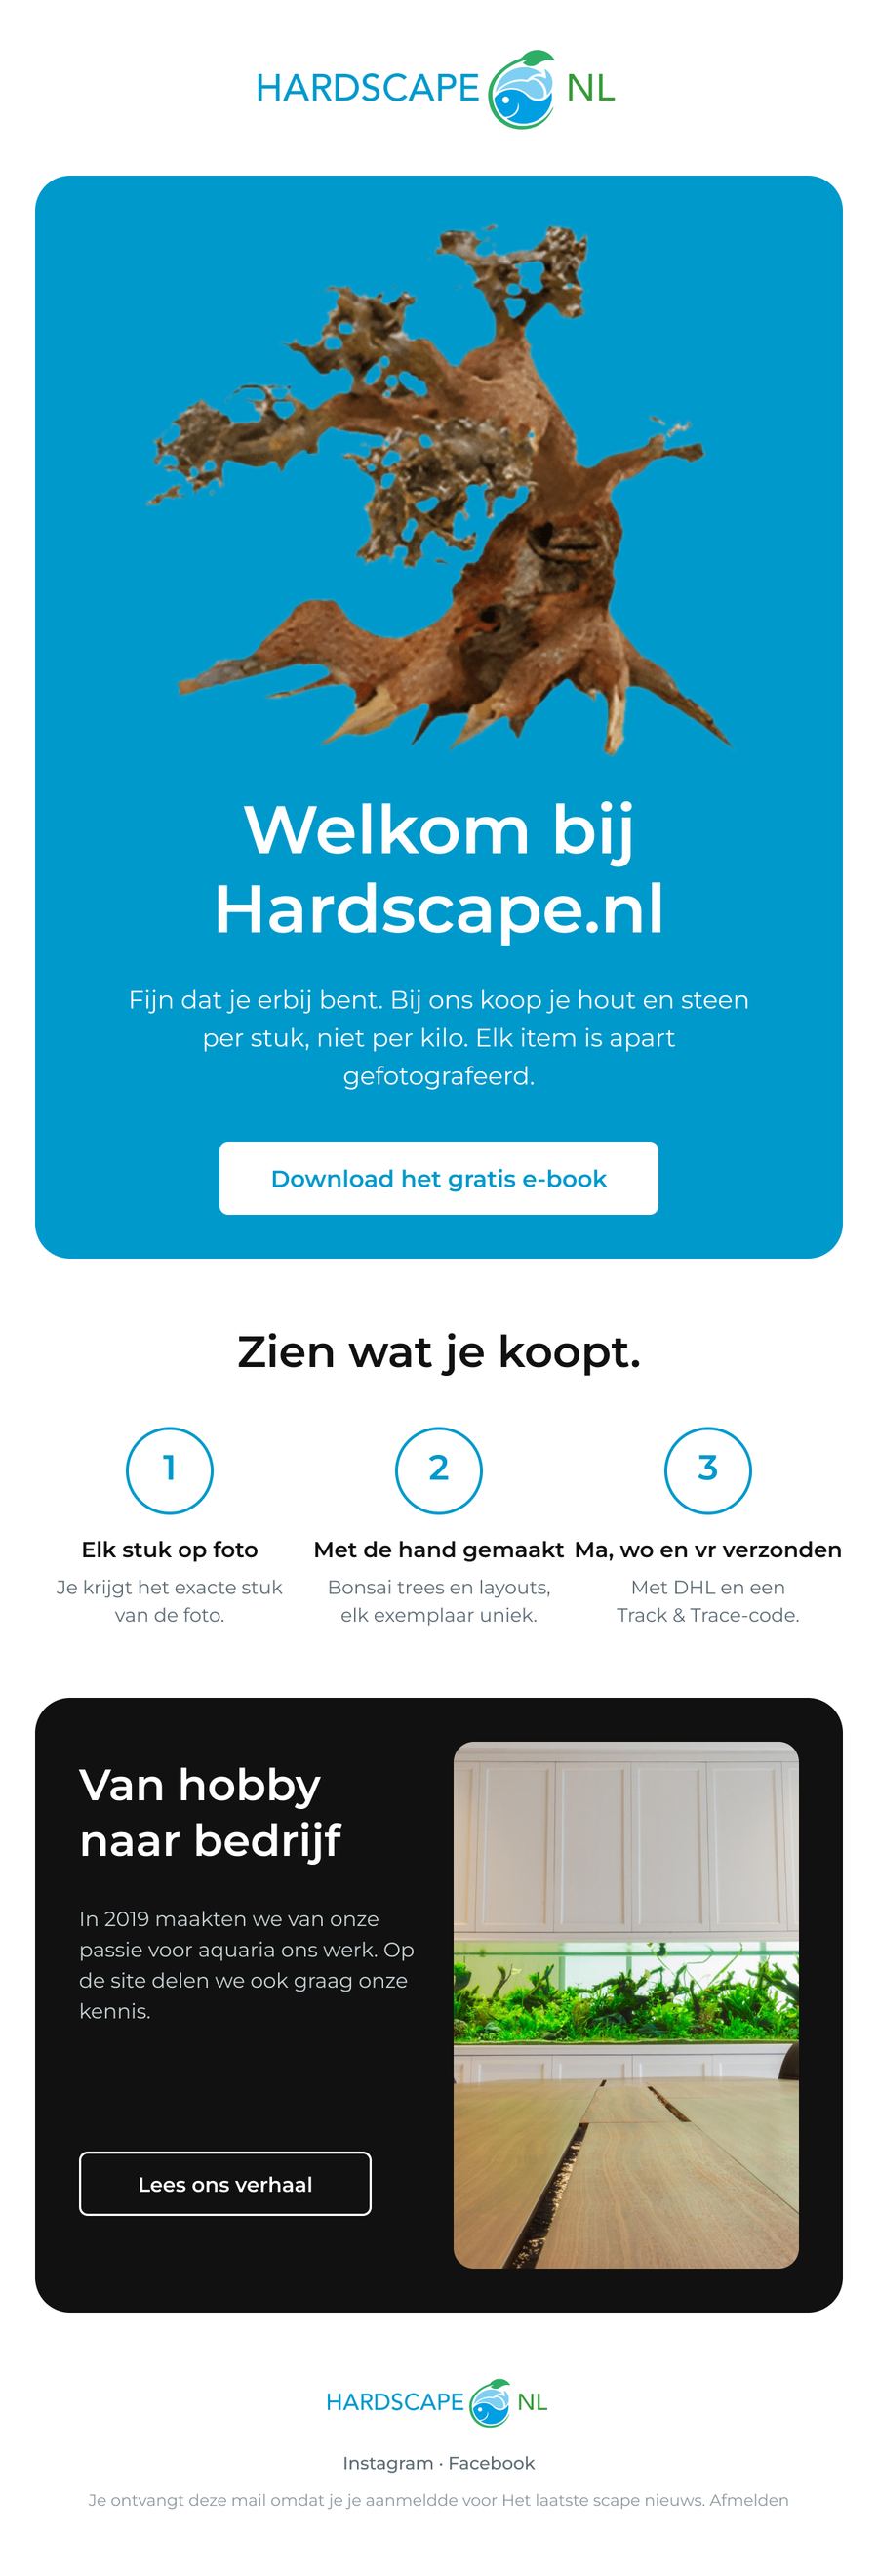 HARDSCAPE NL
Welkom bij
Hardscape.nl
Fijn dat je erbij bent. Bij ons koop je hout en steen
per stuk, niet per kilo. Elk item is apart
gefotografeerd.
Download het gratis e-book
Zien wat je koopt.
1
2
3
Elk stuk op foto
Met de hand gemaakt
Ma, wo en vr verzonden
Je krijgt het exacte stuk
van de foto.
Bonsai trees en layouts,
elk exemplaar uniek.
Met DHL en een
Track & Trace-code.
Van hobby
naar bedrijf
In 2019 maakten we van onze
passie voor aquaria ons werk. Op
de site delen we ook graag onze
kennis.
Lees ons verhaal
HARDSCAPE NL
Instagram · Facebook
Je ontvangt deze mail omdat je je aanmeldde voor Het laatste scape nieuws. Afmelden